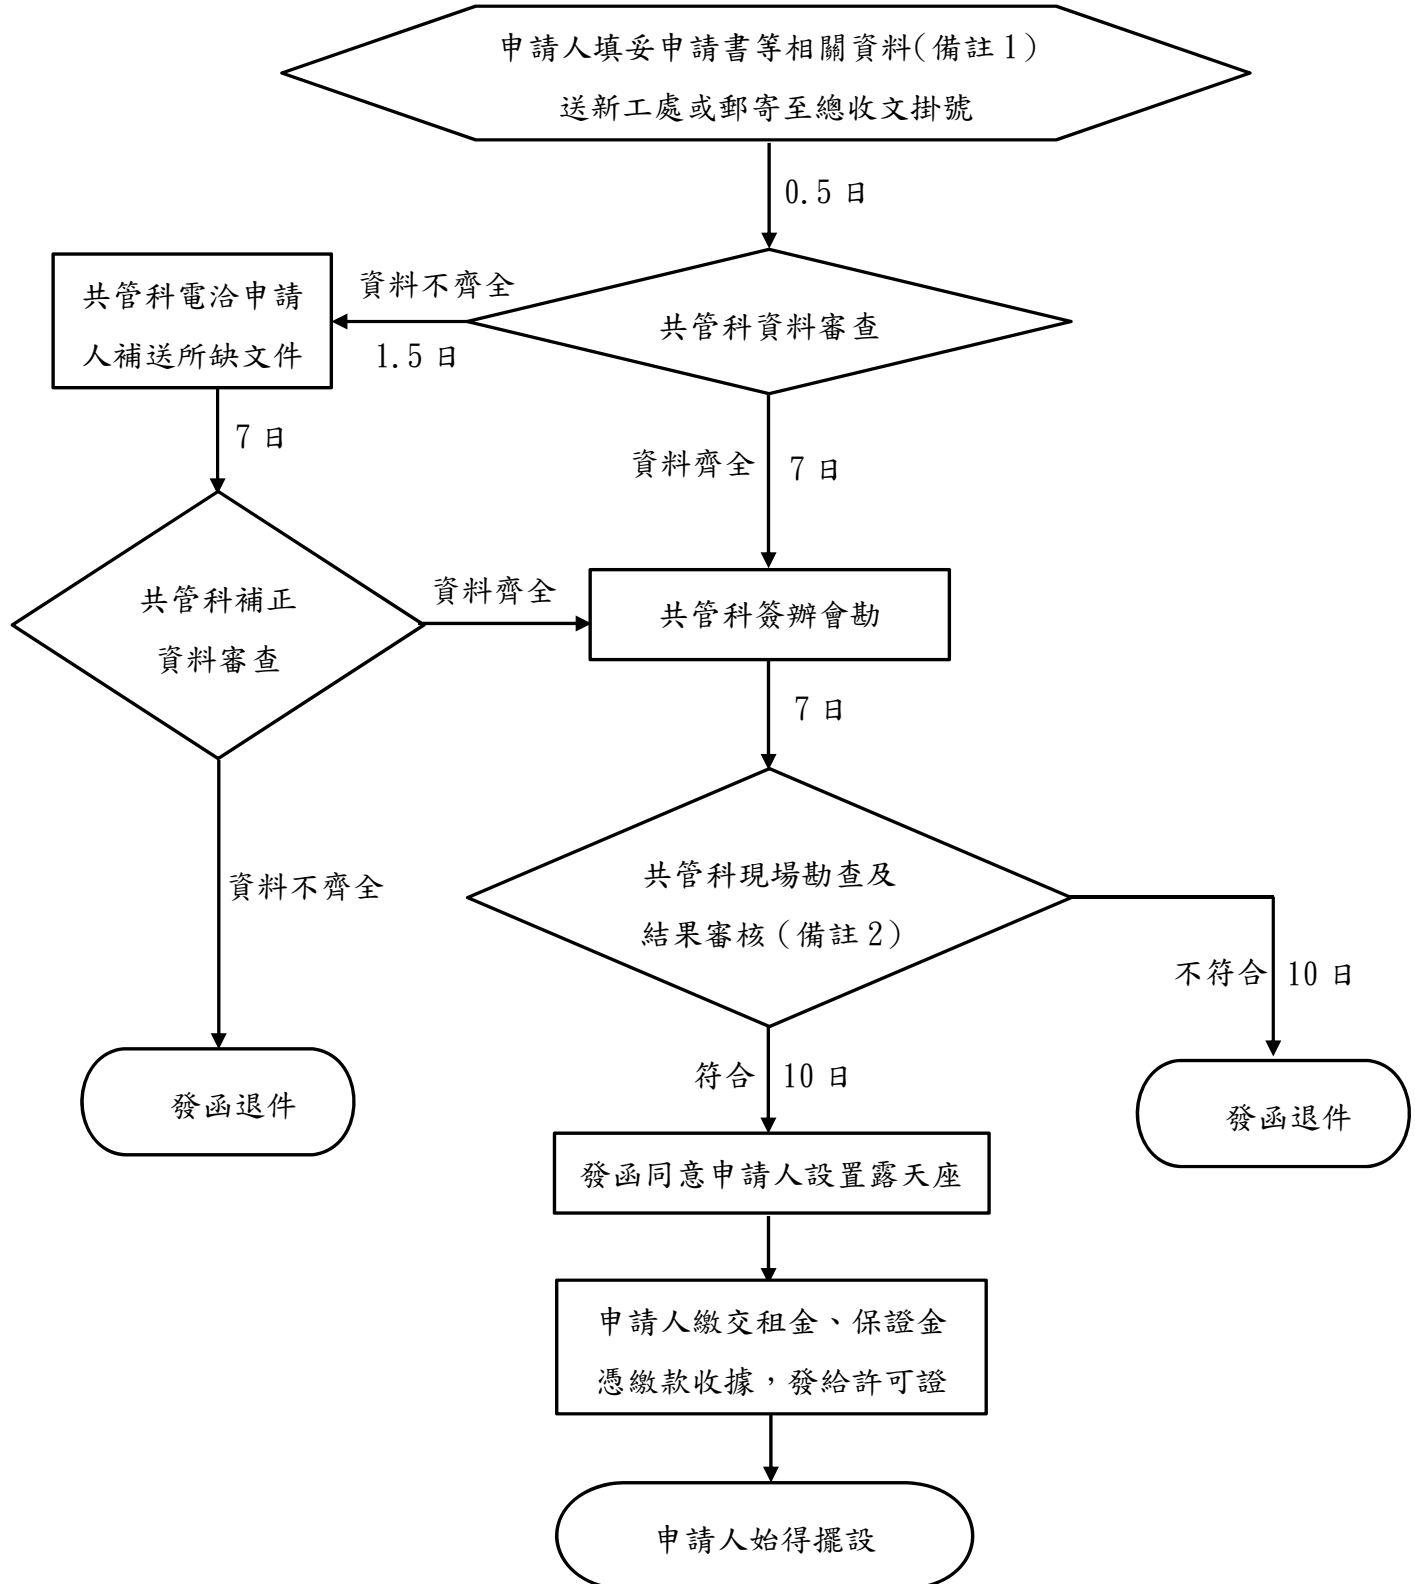 申請人填妥申請書等相關資料(備註1)
送新工處或郵寄至總收文掛號
0.5日
資料不齊全
1.5日
共管科電洽申請
人補送所缺文件
共管科資料審查
7日
資料齊全 7日
共管科補正
資料審查
資料齊全
共管科簽辦會勘
7日
資料不齊全
共管科現場勘查及
結果審核(備註2)
不符合 10日
符合 10日
發函退件
發函退件
發函同意申請人設置露天座
申請人繳交租金、保證金
憑繳款收據,發給許可證
申請人始得擺設